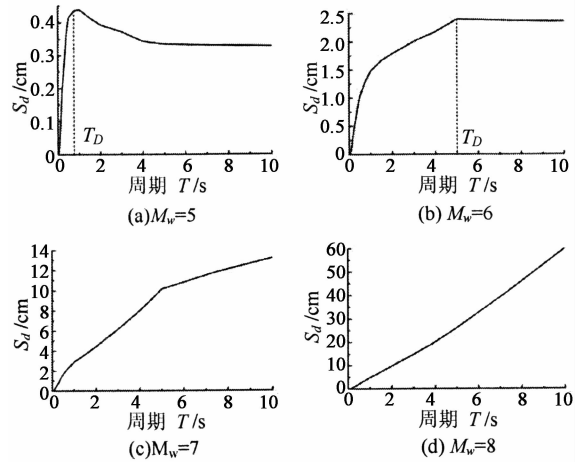 S_d/cm
0.4
0.3
0.2
0.1
0
T_D
0 2 4 6 8 10
周期 T/s
(a)M_w=5
S_d/cm
2.5
2.0
1.5
1.0
0.5
0.0
T_D
0 2 4 6 8 10
周期 T/s
(b) M_w=6
S_d/cm
14
12
10
8
6
4
2
0
0 2 4 6 8 10
周期 T/s
(c)M_w=7
S_d/cm
60
50
40
30
20
10
0
0 2 4 6 8 10
周期 T/s
(d) M_w=8